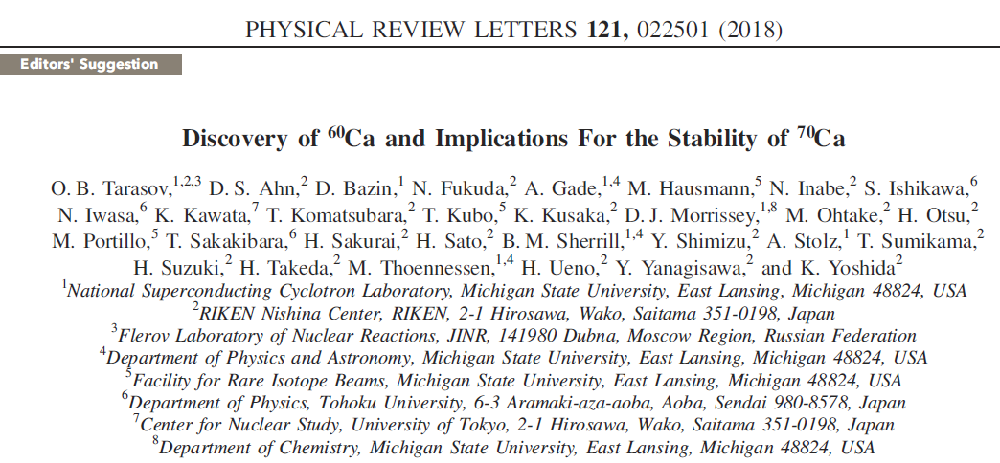 PHYSICAL REVIEW LETTERS 121, 022501 (2018)
Editors' Suggestion
Discovery of ⁶⁰Ca and Implications For the Stability of ⁷⁰Ca
O. B. Tarasov,¹,²,³ D. S. Ahn,² D. Bazin,¹ N. Fukuda,² A. Gade,¹,⁴ M. Hausmann,⁵ N. Inabe,² S. Ishikawa,⁶
N. Iwasa,⁶ K. Kawata,⁷ T. Komatsubara,² T. Kubo,⁵ K. Kusaka,² D. J. Morrissey,¹,⁸ M. Ohtake,² H. Otsu,²
M. Portillo,⁵ T. Sakakibara,⁶ H. Sakurai,² H. Sato,² B. M. Sherrill,¹,⁴ Y. Shimizu,² A. Stolz,¹ T. Sumikama,²
H. Suzuki,² H. Takeda,² M. Thoennessen,¹,⁴ H. Ueno,² Y. Yanagisawa,² and K. Yoshida²
¹National Superconducting Cyclotron Laboratory, Michigan State University, East Lansing, Michigan 48824, USA
²RIKEN Nishina Center, RIKEN, 2-1 Hirosawa, Wako, Saitama 351-0198, Japan
³Flerov Laboratory of Nuclear Reactions, JINR, 141980 Dubna, Moscow Region, Russian Federation
⁴Department of Physics and Astronomy, Michigan State University, East Lansing, Michigan 48824, USA
⁵Facility for Rare Isotope Beams, Michigan State University, East Lansing, Michigan 48824, USA
⁶Department of Physics, Tohoku University, 6-3 Aramaki-aza-aoba, Aoba, Sendai 980-8578, Japan
⁷Center for Nuclear Study, University of Tokyo, 2-1 Hirosawa, Wako, Saitama 351-0198, Japan
⁸Department of Chemistry, Michigan State University, East Lansing, Michigan 48824, USA